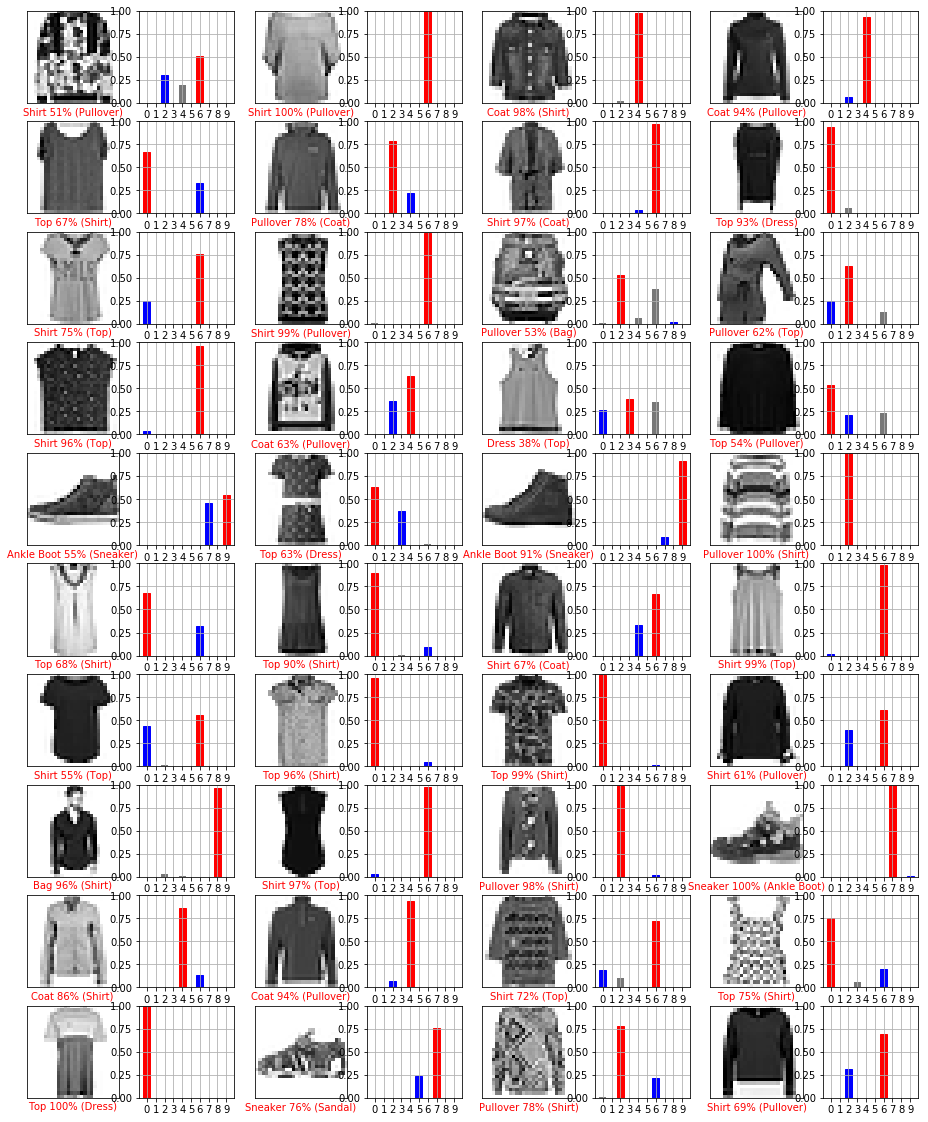 1.00 1.00 1.00 1.00
0.75 0.75 0.75 0.75
0.50 0.50 0.50 0.50
0.25 0.25 0.25 0.25
0.00 0.00 0.00 0.00
Shirt 51% (Pullover) 0 1 2 3 4 5 6 7 8 9 Shirt 100% (Pullover) 0 1 2 3 4 5 6 7 8 9 Coat 98% (Shirt) 0 1 2 3 4 5 6 7 8 9 Coat 94% (Pullover) 0 1 2 3 4 5 6 7 8 9
1.00 1.00 1.00 1.00
0.75 0.75 0.75 0.75
0.50 0.50 0.50 0.50
0.25 0.25 0.25 0.25
0.00 0.00 0.00 0.00
Top 67% (Shirt) 0 1 2 3 4 5 6 7 8 9 Pullover 78% (Coat) 0 1 2 3 4 5 6 7 8 9 Shirt 97% (Coat) 0 1 2 3 4 5 6 7 8 9 Top 93% (Dress) 0 1 2 3 4 5 6 7 8 9
1.00 1.00 1.00 1.00
0.75 0.75 0.75 0.75
0.50 0.50 0.50 0.50
0.25 0.25 0.25 0.25
0.00 0.00 0.00 0.00
Shirt 75% (Top) 0 1 2 3 4 5 6 7 8 9 Shirt 99% (Pullover) 0 1 2 3 4 5 6 7 8 9 Pullover 53% (Bag) 0 1 2 3 4 5 6 7 8 9 Pullover 62% (Top) 0 1 2 3 4 5 6 7 8 9
1.00 1.00 1.00 1.00
0.75 0.75 0.75 0.75
0.50 0.50 0.50 0.50
0.25 0.25 0.25 0.25
0.00 0.00 0.00 0.00
Shirt 96% (Top) 0 1 2 3 4 5 6 7 8 9 Coat 63% (Pullover) 0 1 2 3 4 5 6 7 8 9 Dress 38% (Top) 0 1 2 3 4 5 6 7 8 9 Top 54% (Pullover) 0 1 2 3 4 5 6 7 8 9
1.00 1.00 1.00 1.00
0.75 0.75 0.75 0.75
0.50 0.50 0.50 0.50
0.25 0.25 0.25 0.25
0.00 0.00 0.00 0.00
Ankle Boot 55% (Sneaker) 0 1 2 3 4 5 6 7 8 9 Top 63% (Dress) 0 1 2 3 4 5 6 7 8 9 Ankle Boot 91% (Sneaker) 0 1 2 3 4 5 6 7 8 9 Pullover 100% (Shirt) 0 1 2 3 4 5 6 7 8 9
1.00 1.00 1.00 1.00
0.75 0.75 0.75 0.75
0.50 0.50 0.50 0.50
0.25 0.25 0.25 0.25
0.00 0.00 0.00 0.00
Top 68% (Shirt) 0 1 2 3 4 5 6 7 8 9 Top 90% (Shirt) 0 1 2 3 4 5 6 7 8 9 Shirt 67% (Coat) 0 1 2 3 4 5 6 7 8 9 Shirt 99% (Top) 0 1 2 3 4 5 6 7 8 9
1.00 1.00 1.00 1.00
0.75 0.75 0.75 0.75
0.50 0.50 0.50 0.50
0.25 0.25 0.25 0.25
0.00 0.00 0.00 0.00
Shirt 55% (Top) 0 1 2 3 4 5 6 7 8 9 Top 96% (Shirt) 0 1 2 3 4 5 6 7 8 9 Top 99% (Shirt) 0 1 2 3 4 5 6 7 8 9 Shirt 61% (Pullover) 0 1 2 3 4 5 6 7 8 9
1.00 1.00 1.00 1.00
0.75 0.75 0.75 0.75
0.50 0.50 0.50 0.50
0.25 0.25 0.25 0.25
0.00 0.00 0.00 0.00
Bag 96% (Shirt) 0 1 2 3 4 5 6 7 8 9 Shirt 97% (Top) 0 1 2 3 4 5 6 7 8 9 Pullover 98% (Shirt) 0 1 2 3 4 5 6 7 8 9 Sneaker 100% (Ankle Boot) 0 1 2 3 4 5 6 7 8 9
1.00 1.00 1.00 1.00
0.75 0.75 0.75 0.75
0.50 0.50 0.50 0.50
0.25 0.25 0.25 0.25
0.00 0.00 0.00 0.00
Coat 86% (Shirt) 0 1 2 3 4 5 6 7 8 9 Coat 94% (Pullover) 0 1 2 3 4 5 6 7 8 9 Shirt 72% (Top) 0 1 2 3 4 5 6 7 8 9 Top 75% (Shirt) 0 1 2 3 4 5 6 7 8 9
1.00 1.00 1.00 1.00
0.75 0.75 0.75 0.75
0.50 0.50 0.50 0.50
0.25 0.25 0.25 0.25
0.00 0.00 0.00 0.00
Top 100% (Dress) 0 1 2 3 4 5 6 7 8 9 Sneaker 76% (Sandal) 0 1 2 3 4 5 6 7 8 9 Pullover 78% (Shirt) 0 1 2 3 4 5 6 7 8 9 Shirt 69% (Pullover) 0 1 2 3 4 5 6 7 8 9